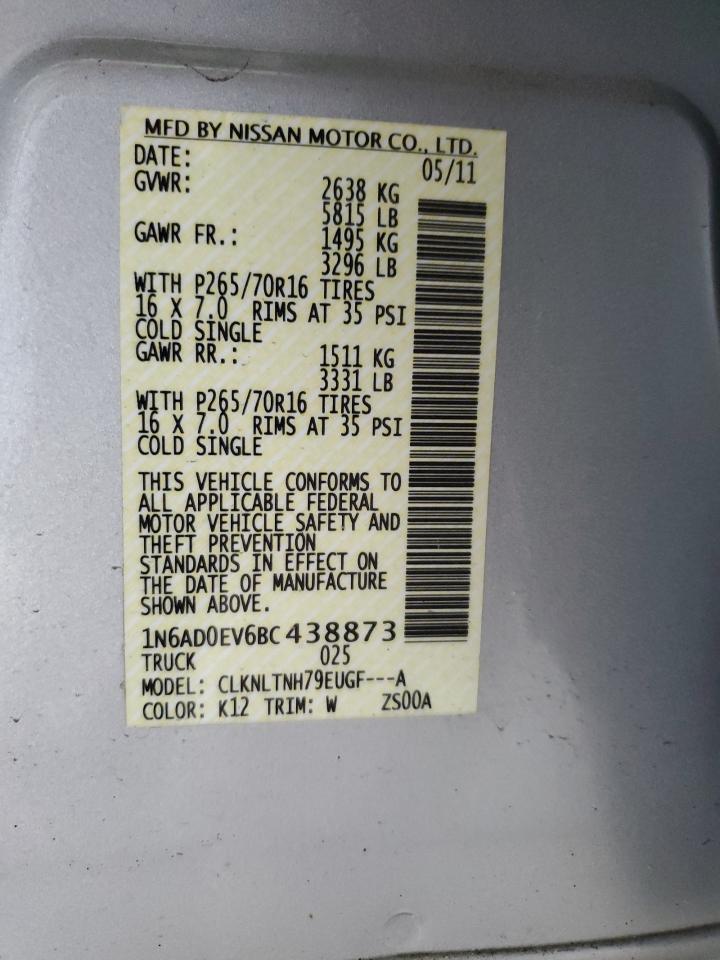 MFD BY NISSAN MOTOR CO., LTD.
DATE: 05/11
GVWR: 2638 KG
5815 LB
GAWR FR.: 1495 KG
3296 LB
WITH P265/70R16 TIRES
16 X 7.0 RIMS AT 35 PSI
COLD SINGLE
GAWR RR.: 1511 KG
3331 LB
WITH P265/70R16 TIRES
16 X 7.0 RIMS AT 35 PSI
COLD SINGLE
THIS VEHICLE CONFORMS TO
ALL APPLICABLE FEDERAL
MOTOR VEHICLE SAFETY AND
THEFT PREVENTION
STANDARDS IN EFFECT ON
THE DATE OF MANUFACTURE
SHOWN ABOVE.
1N6AD0EV6BC438873
TRUCK 025
MODEL: CLKNLTNH79EUGF---A
COLOR: K12 TRIM: W ZS00A